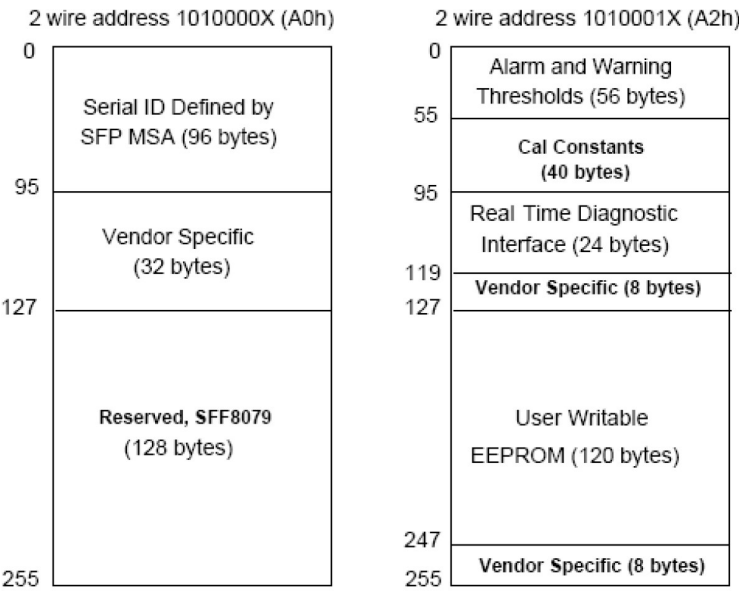 2 wire address 1010000X (A0h)
0
Serial ID Defined by
SFP MSA (96 bytes)
95
Vendor Specific
(32 bytes)
127
Reserved, SFF8079
(128 bytes)
255
2 wire address 1010001X (A2h)
0
Alarm and Warning
Thresholds (56 bytes)
55
Cal Constants
(40 bytes)
95
Real Time Diagnostic
Interface (24 bytes)
119
Vendor Specific (8 bytes)
127
User Writable
EEPROM (120 bytes)
247
Vendor Specific (8 bytes)
255